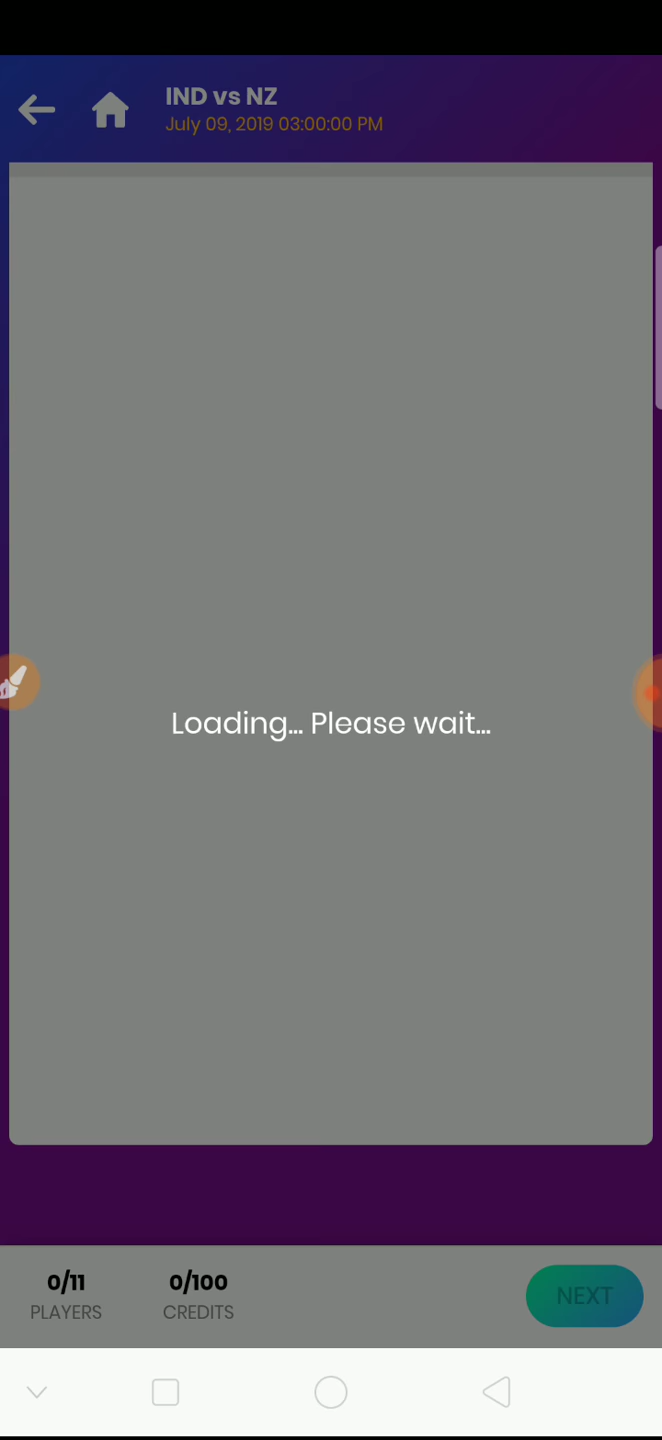 IND vs NZ
July 09, 2019 03:00:00 PM
Loading... Please wait...
0/11
PLAYERS
0/100
CREDITS
NEXT